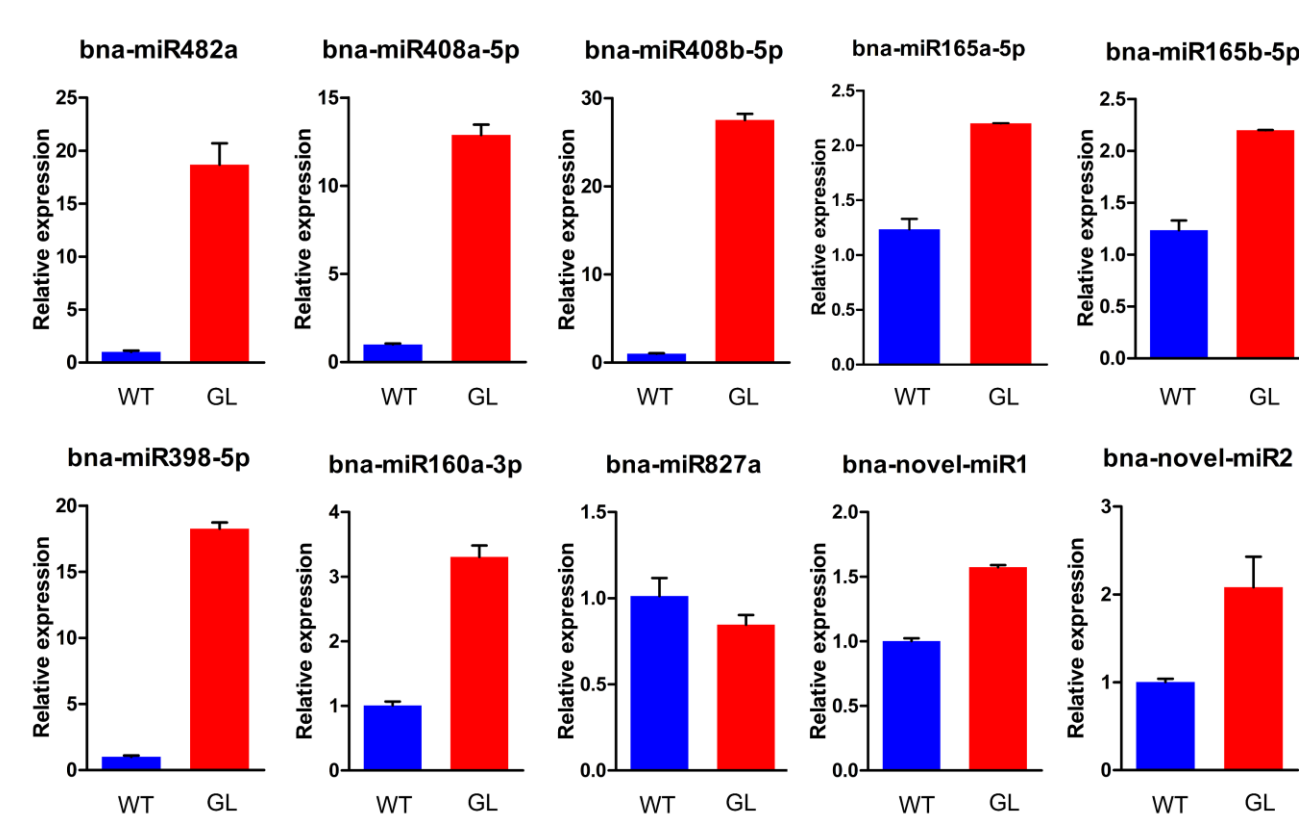 bna-miR482a
Relative expression
25
20
15
10
5
0
WT GL
bna-miR408a-5p
Relative expression
15
10
5
0
WT GL
bna-miR408b-5p
Relative expression
30
20
10
0
WT GL
bna-miR165a-5p
Relative expression
2.5
2.0
1.5
1.0
0.5
0.0
WT GL
bna-miR165b-5p
Relative expression
2.5
2.0
1.5
1.0
0.5
0.0
WT GL
bna-miR398-5p
Relative expression
20
15
10
5
0
WT GL
bna-miR160a-3p
Relative expression
4
3
2
1
0
WT GL
bna-miR827a
Relative expression
1.5
1.0
0.5
0.0
WT GL
bna-novel-miR1
Relative expression
2.0
1.5
1.0
0.5
0.0
WT GL
bna-novel-miR2
Relative expression
3
2
1
0
WT GL